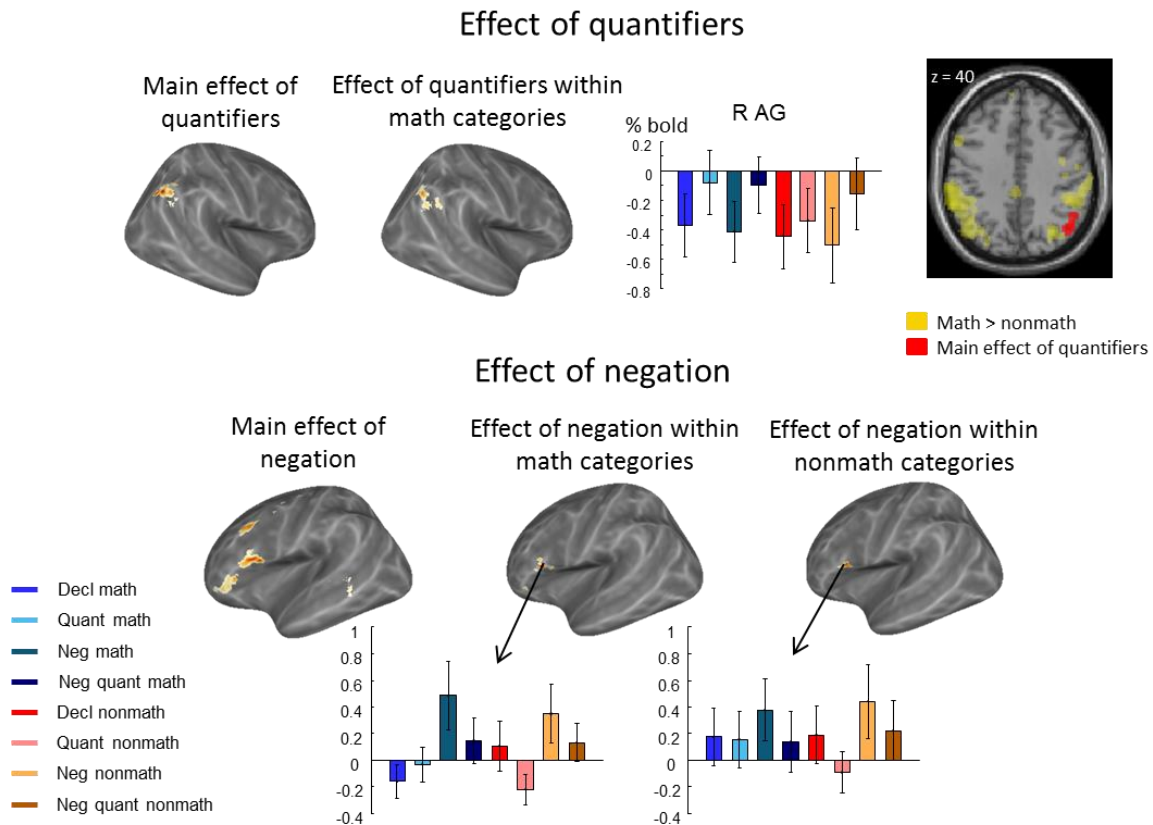 Effect of quantifiers
Main effect of
quantifiers
Effect of quantifiers within
math categories
R AG
% bold
0.2
0
-0.2
-0.4
-0.6
-0.8
z = 40
Math > nonmath
Main effect of quantifiers
Effect of negation
Main effect of
negation
Effect of negation within
math categories
Effect of negation within
nonmath categories
Decl math
Quant math
Neg math
Neg quant math
Decl nonmath
Quant nonmath
Neg nonmath
Neg quant nonmath
1
0.8
0.6
0.4
0.2
0
-0.2
-0.4
1
0.8
0.6
0.4
0.2
0
-0.2
-0.4